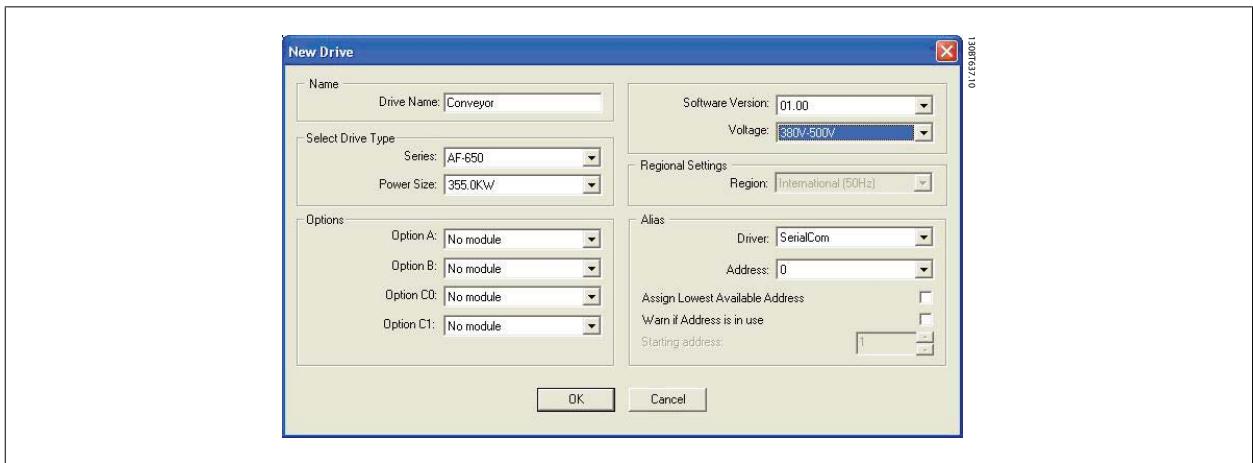 New Drive
Name
Drive Name: Conveyor
Select Drive Type
Series: AF-650
Power Size: 355.0KW
Options
Option A: No module
Option B: No module
Option C0: No module
Option C1: No module
Software Version: 01.00
Voltage: 380V-500V
Regional Settings
Region: International (50Hz)
Alias
Driver: SerialCom
Address: 0
Assign Lowest Available Address
Warn if Address is in use
Starting address: 1
OK
Cancel
130BT637.10